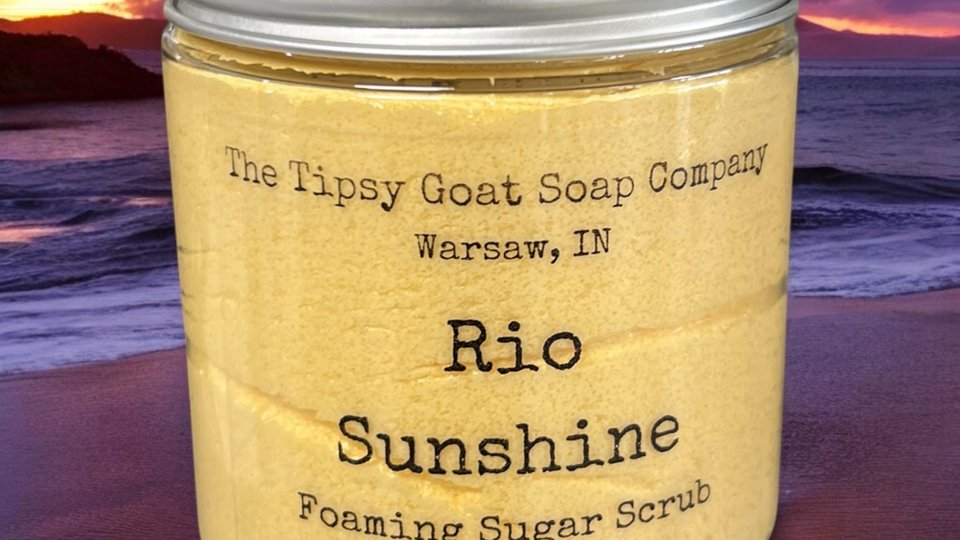 The Tipsy Goat Soap Company
Warsaw, IN
Rio
Sunshine
Foaming Sugar Scrub